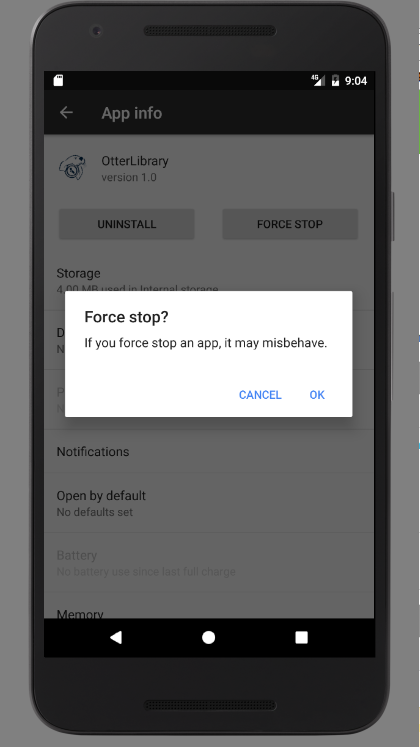 4G 9:04
App info
OtterLibrary
version 1.0
UNINSTALL FORCE STOP
Storage
4.00 MB used in Internal storage
Force stop?
D
If you force stop an app, it may misbehave.
N
P
N
CANCEL OK
Notifications
Open by default
No defaults set
Battery
No battery use since last full charge
Memory